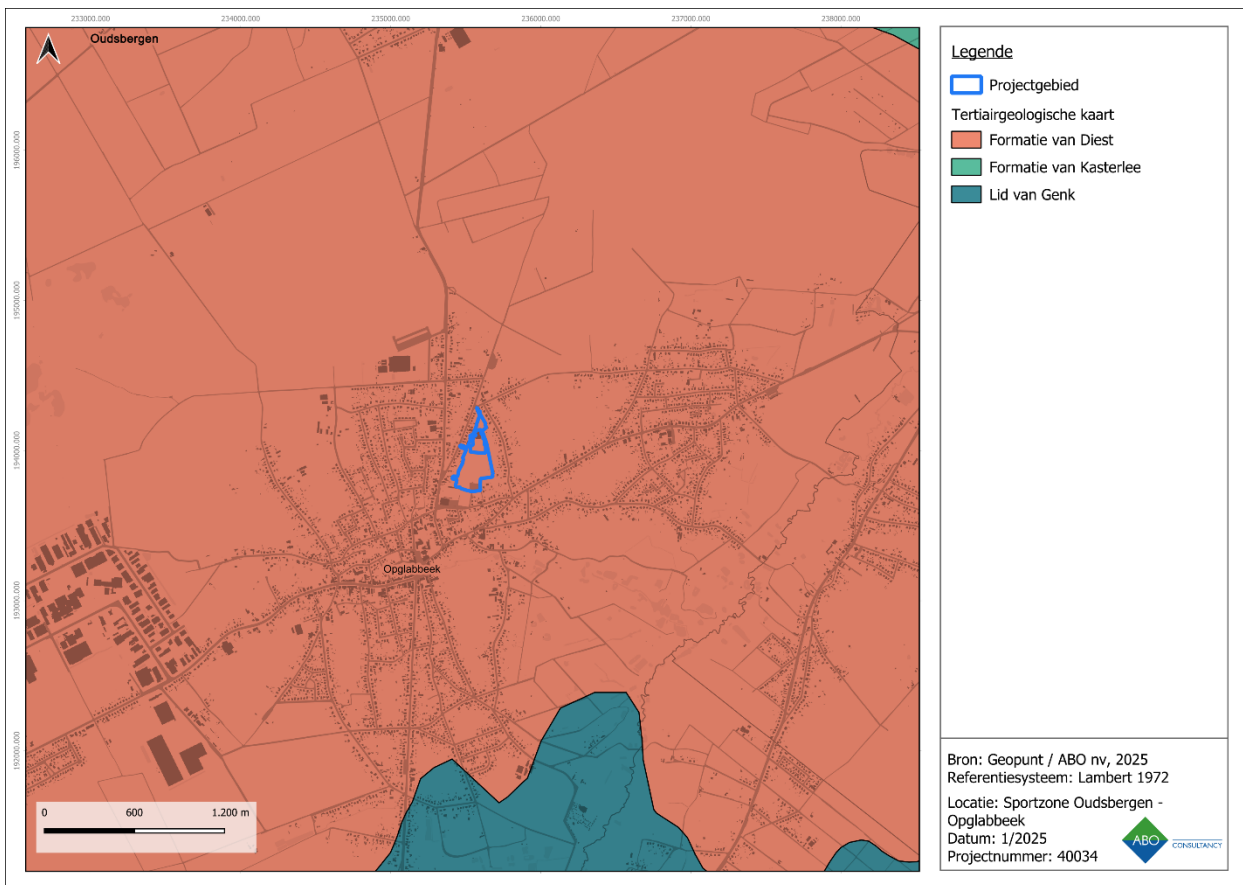 233000.000 234000.000 235000.000 236000.000 237000.000 238000.000
Oudsbergen
196000.000
195000.000
194000.000
193000.000
192000.000
Opglabbeek
0 600 1.200 m
Legende
Projectgebied
Tertiairgeologische kaart
Formatie van Diest
Formatie van Kasterlee
Lid van Genk
Bron: Geopunt / ABO nv, 2025
Referentiesysteem: Lambert 1972
Locatie: Sportzone Oudsbergen -
Opglabbeek
Datum: 1/2025
Projectnummer: 40034
ABO CONSULTANCY